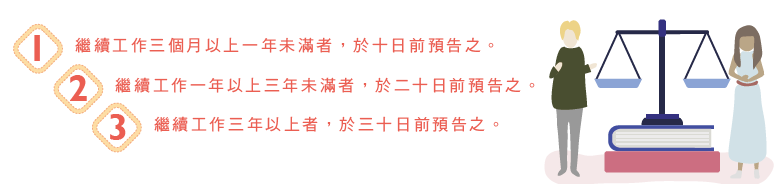 1 繼續工作三個月以上一年未滿者，於十日前預告之。
2 繼續工作一年以上三年未滿者，於二十日前預告之。
3 繼續工作三年以上者，於三十日前預告之。